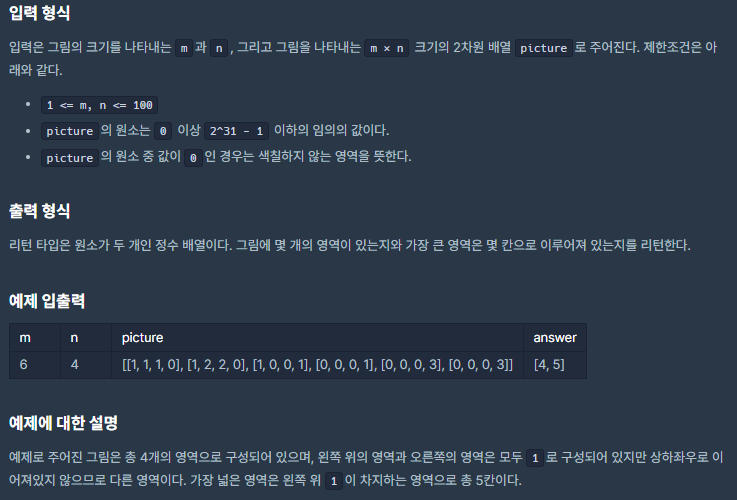 입력 형식
입력은 그림의 크기를 나타내는 m 과 n , 그리고 그림을 나타내는 m × n 크기의 2차원 배열 picture 로 주어진다. 제한조건은 아
래와 같다.
• 1 <= m, n <= 100
• picture 의 원소는 0 이상 2^31 - 1 이하의 임의의 값이다.
• picture 의 원소 중 값이 0 인 경우는 색칠하지 않는 영역을 뜻한다.
출력 형식
리턴 타입은 원소가 두 개인 정수 배열이다. 그림에 몇 개의 영역이 있는지와 가장 큰 영역은 몇 칸으로 이루어져 있는지를 리턴한다.
예제 입출력
m n picture answer
6 4 [[1, 1, 1, 0], [1, 2, 2, 0], [1, 0, 0, 1], [0, 0, 0, 1], [0, 0, 0, 3], [0, 0, 0, 3]] [4, 5]
예제에 대한 설명
예제로 주어진 그림은 총 4개의 영역으로 구성되어 있으며, 왼쪽 위의 영역과 오른쪽의 영역은 모두 1 로 구성되어 있지만 상하좌우로 이
어져있지 않으므로 다른 영역이다. 가장 넓은 영역은 왼쪽 위 1 이 차지하는 영역으로 총 5칸이다.